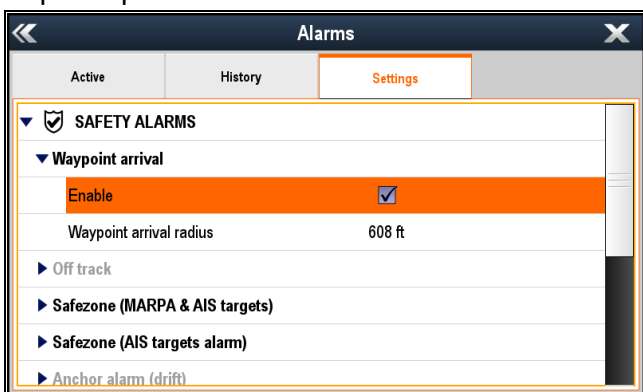 Alarms
Active History Settings
SAFETY ALARMS
Waypoint arrival
Enable
Waypoint arrival radius 608 ft
Off track
Safezone (MARPA & AIS targets)
Safezone (AIS targets alarm)
Anchor alarm (drift)